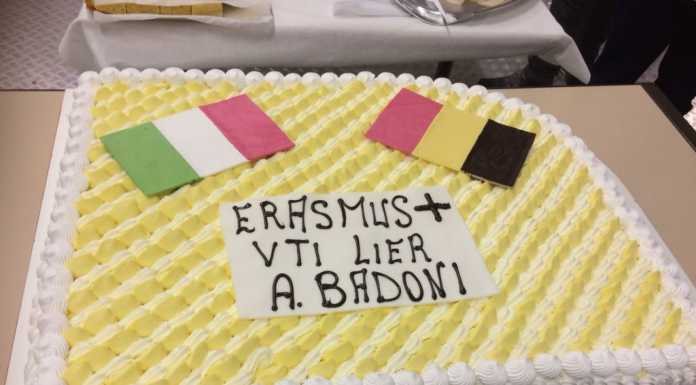 ERASMUS+
VTI LIER
A. BADONI